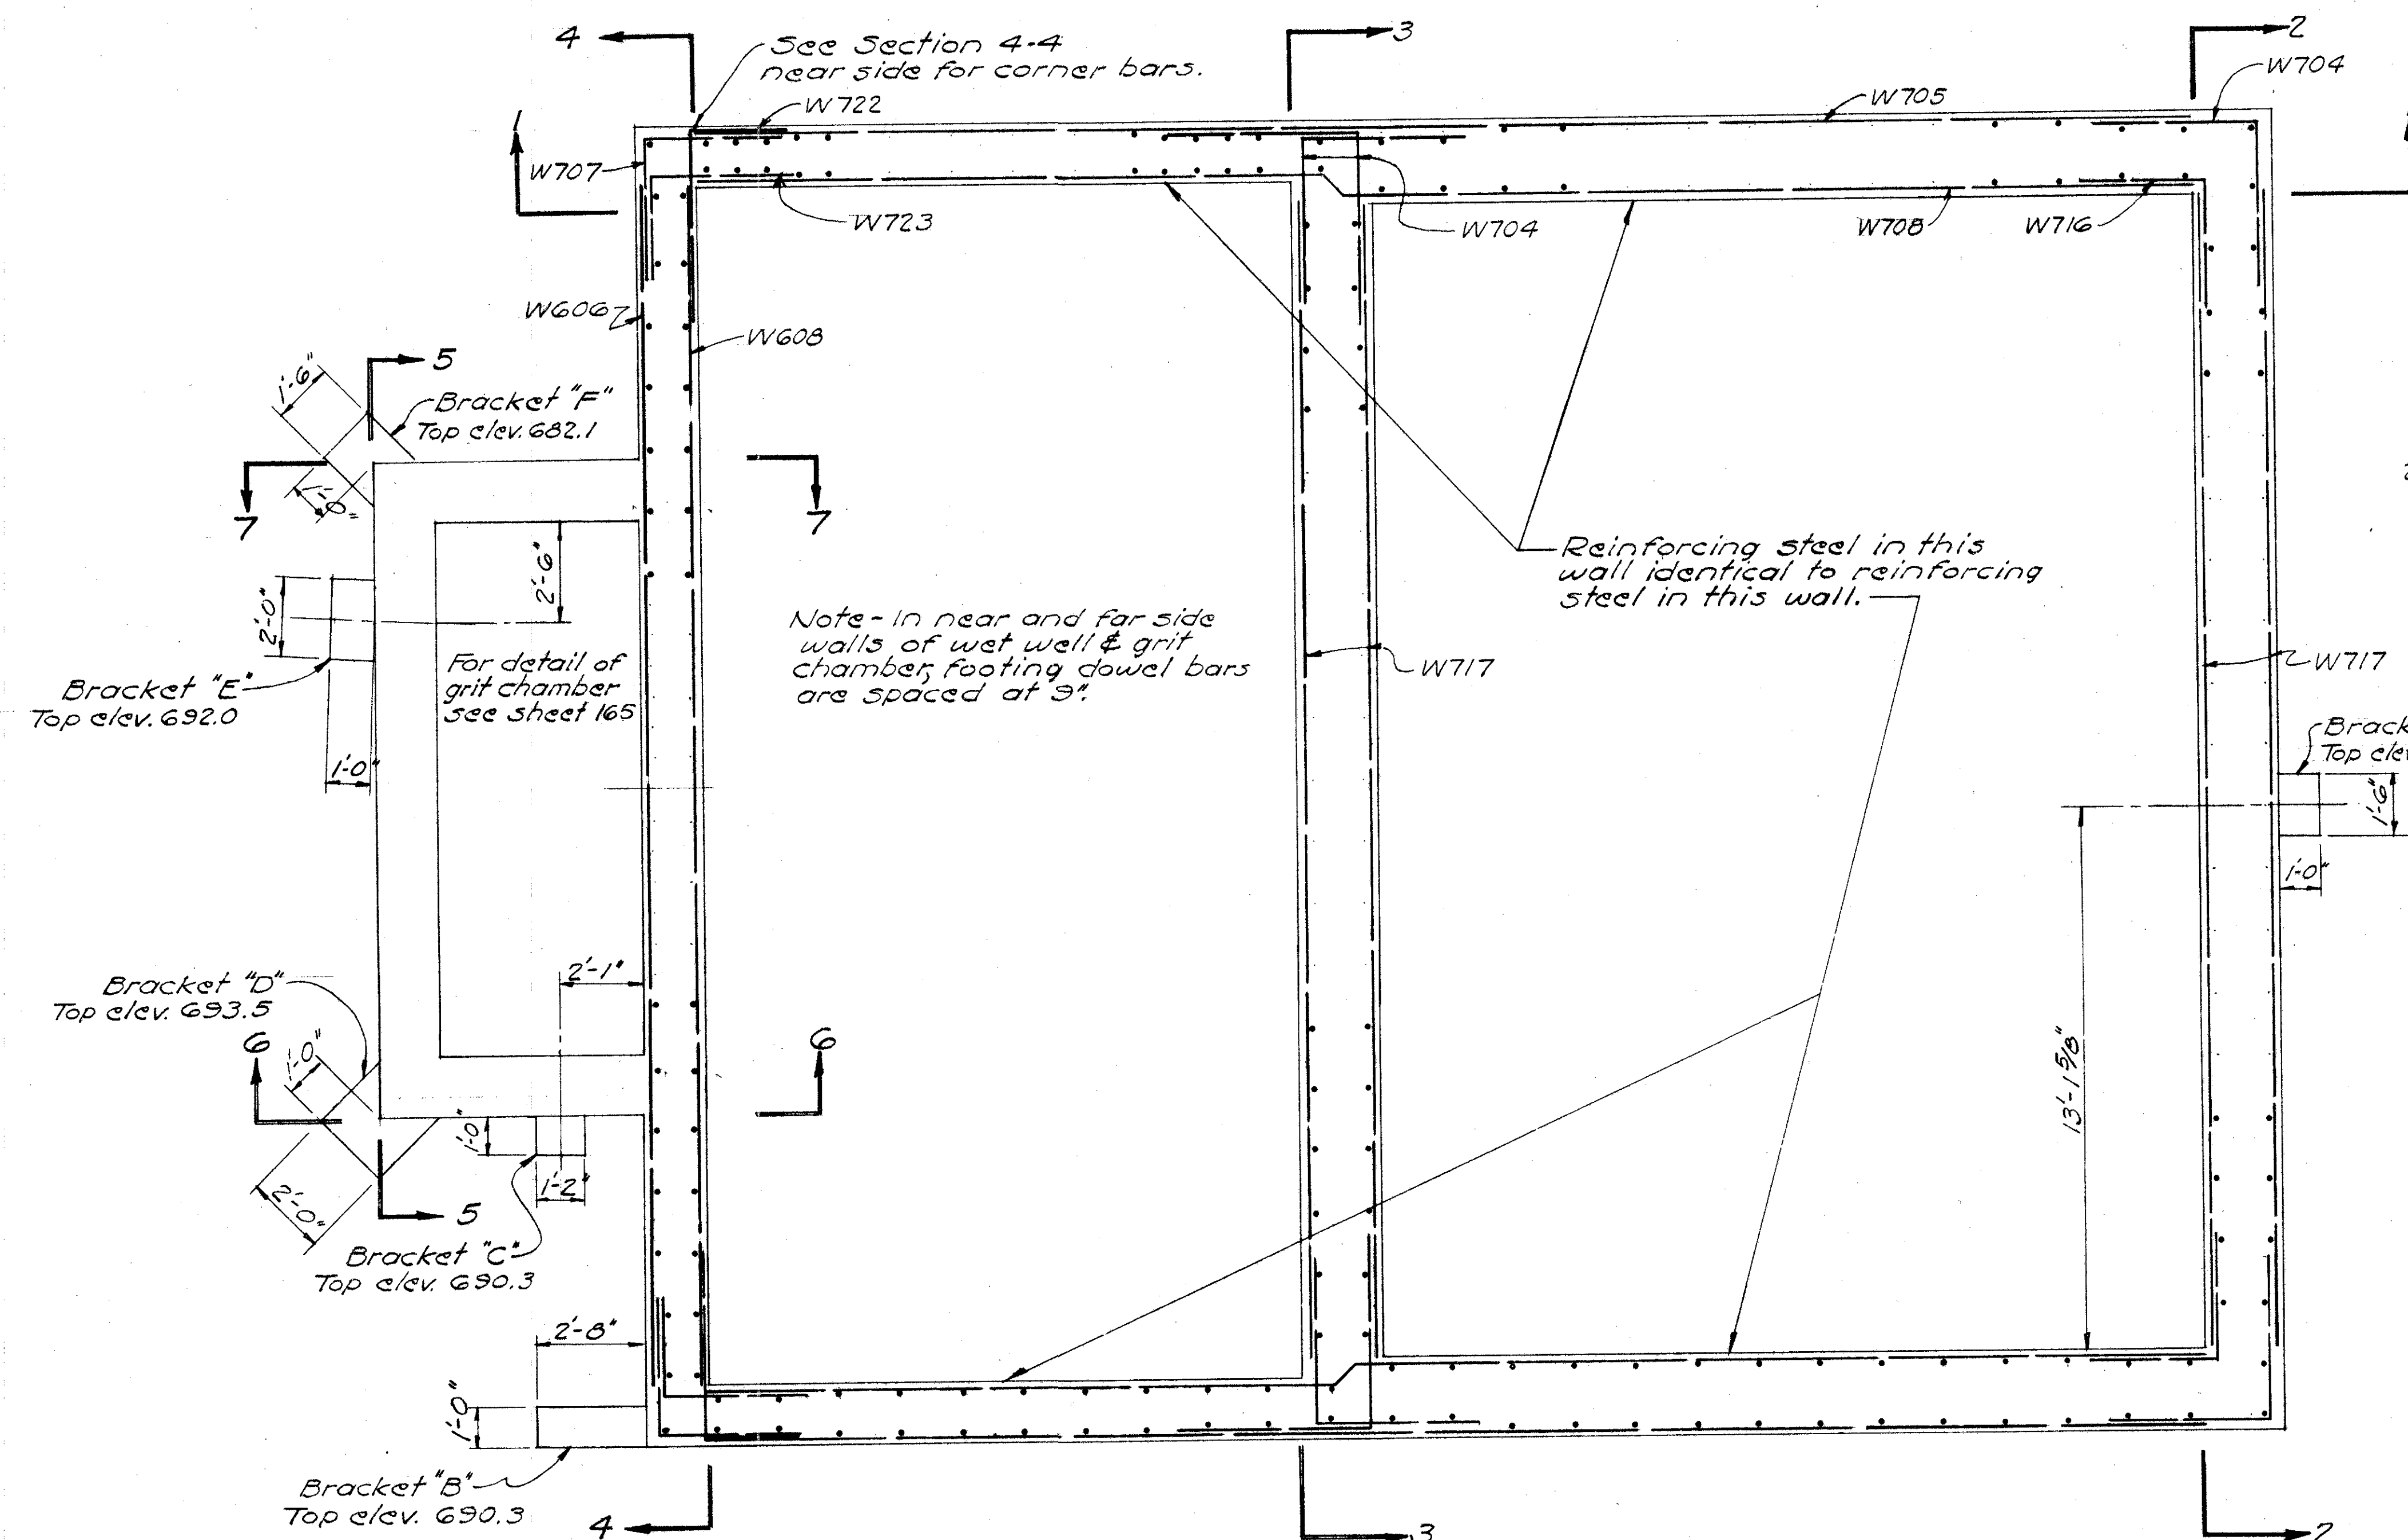 4
3
2
See Section 4-4
near side for corner bars.
W704
W722
W705
1
W707
W723
W704
W708
W716
W606
W608
5
1'-6"
Bracket "F"
Top elev. 682.1
1'-0"
7
7
2'-6"
Reinforcing steel in this
wall identical to reinforcing
steel in this wall.
2'-0"
Note - In near and far side
walls of wet well & grit
chamber, footing dowel bars
are spaced at 9".
For detail of
grit chamber
see sheet 165
W717
W717
Bracket "E"
Top elev. 692.0
Brack
Top elev
1'-0"
1'-6"
1'-0"
Bracket "D"
Top elev. 693.5
2'-1"
6
6
1'-0"
13'-1 5/8"
1'-0"
1'-2"
2'-0"
5
Bracket "C"
Top elev. 690.3
2'-8"
1'-0"
Bracket "B"
Top elev. 690.3
4
3
2